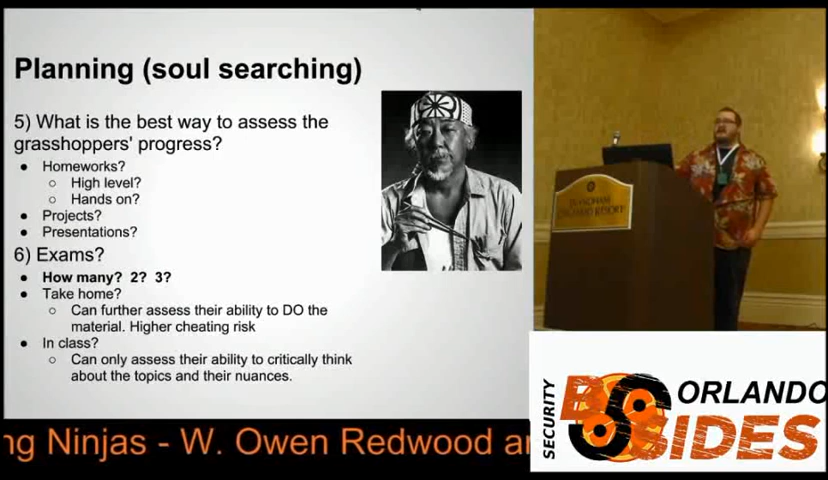 Planning (soul searching)
5) What is the best way to assess the
grasshoppers' progress?
● Homeworks?
○ High level?
○ Hands on?
● Projects?
● Presentations?
6) Exams?
● How many? 2? 3?
● Take home?
○ Can further assess their ability to DO the
material. Higher cheating risk
● In class?
○ Can only assess their ability to critically think
about the topics and their nuances.
WYNDHAM
ORLANDO RESORT
SECURITY
B SIDES
ORLANDO
ng Ninjas - W. Owen Redwood a